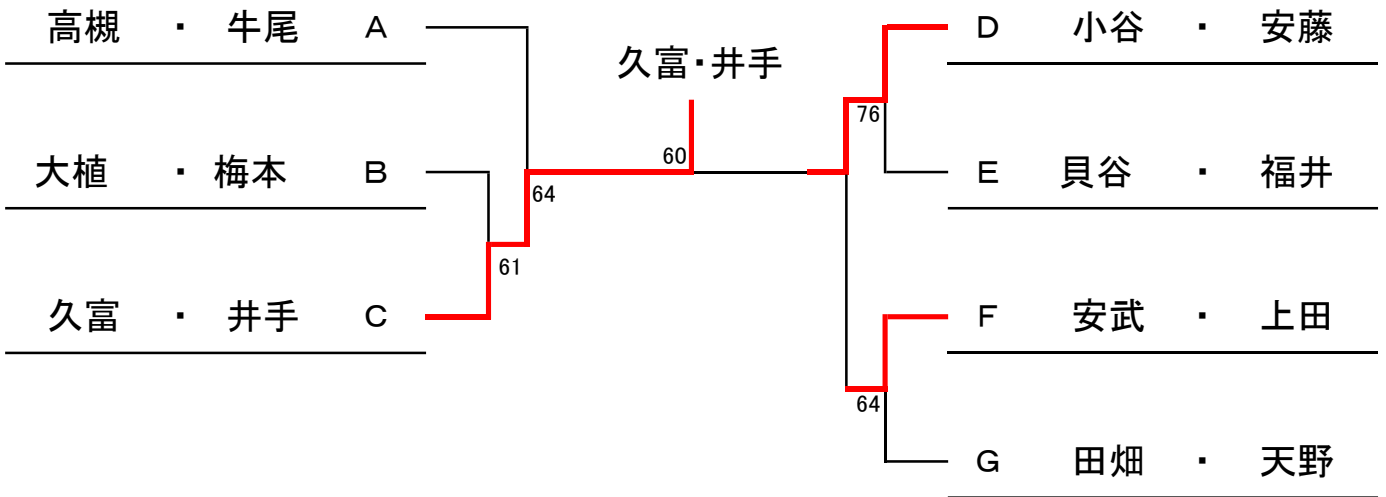 高槻 ・ 牛尾 A
大植 ・ 梅本 B
久富 ・ 井手 C
久富・井手
60
64
61
76
64
D 小谷 ・ 安藤
E 貝谷 ・ 福井
F 安武 ・ 上田
G 田畑 ・ 天野